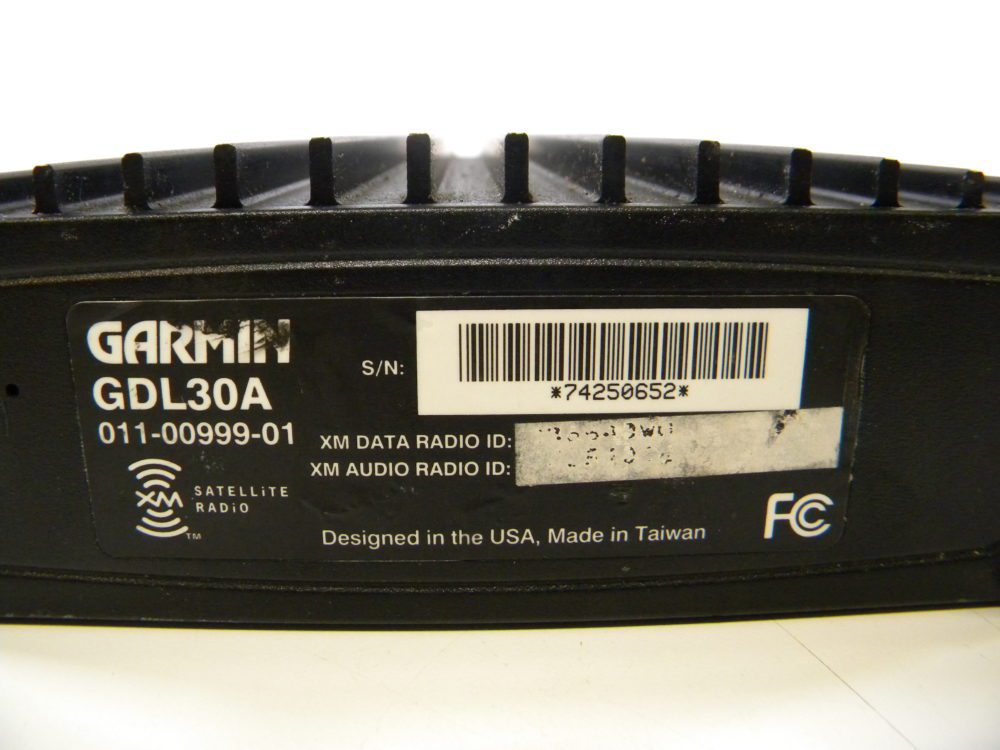 GARMIN
GDL30A
011-00999-01
S/N:
*74250652*
XM DATA RADIO ID:
XM AUDIO RADIO ID:
XM SATELLiTE
RADiO
TM
Designed in the USA, Made in Taiwan
FC